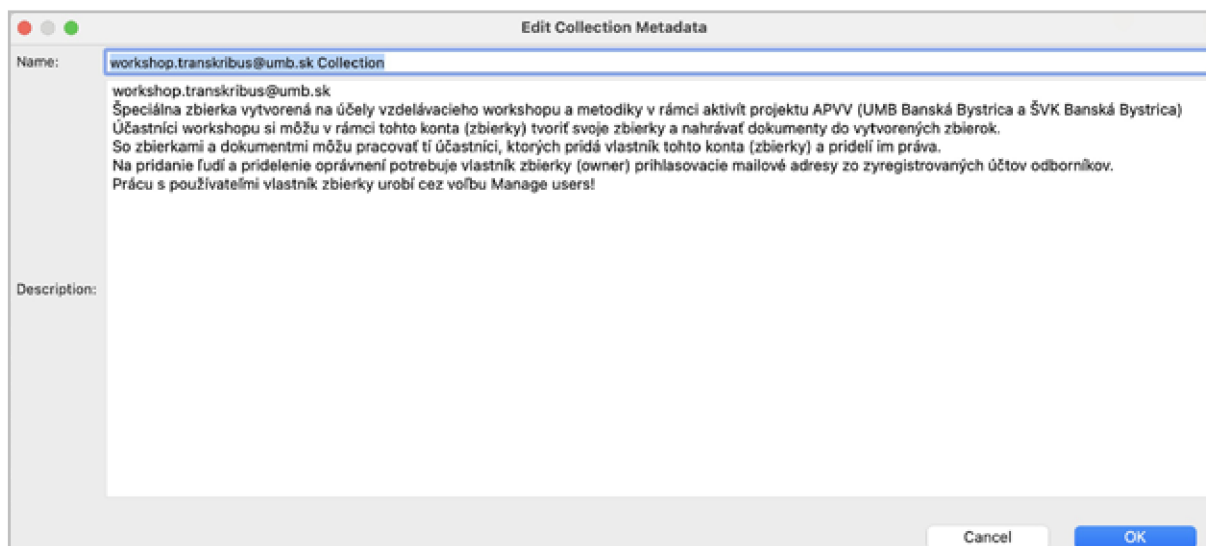 Edit Collection Metadata
Name:
workshop.transkribus@umb.sk Collection
workshop.transkribus@umb.sk
Špeciálna zbierka vytvorená na účely vzdelávacieho workshopu a metodiky v rámci aktivít projektu APVV (UMB Banská Bystrica a ŠVK Banská Bystrica)
Účastníci workshopu si môžu v rámci tohto konta (zbierky) tvoriť svoje zbierky a nahrávať dokumenty do vytvorených zbierok.
So zbierkami a dokumentmi môžu pracovať tí účastníci, ktorých pridá vlastník tohto konta (zbierky) a pridelí im práva.
Na pridanie ľudí a pridelenie oprávnení potrebuje vlastník zbierky (owner) prihlasovacie mailové adresy zo zyregistrovaných účtov odborníkov.
Prácu s používateľmi vlastník zbierky urobí cez voľbu Manage users!
Description:
Cancel
OK